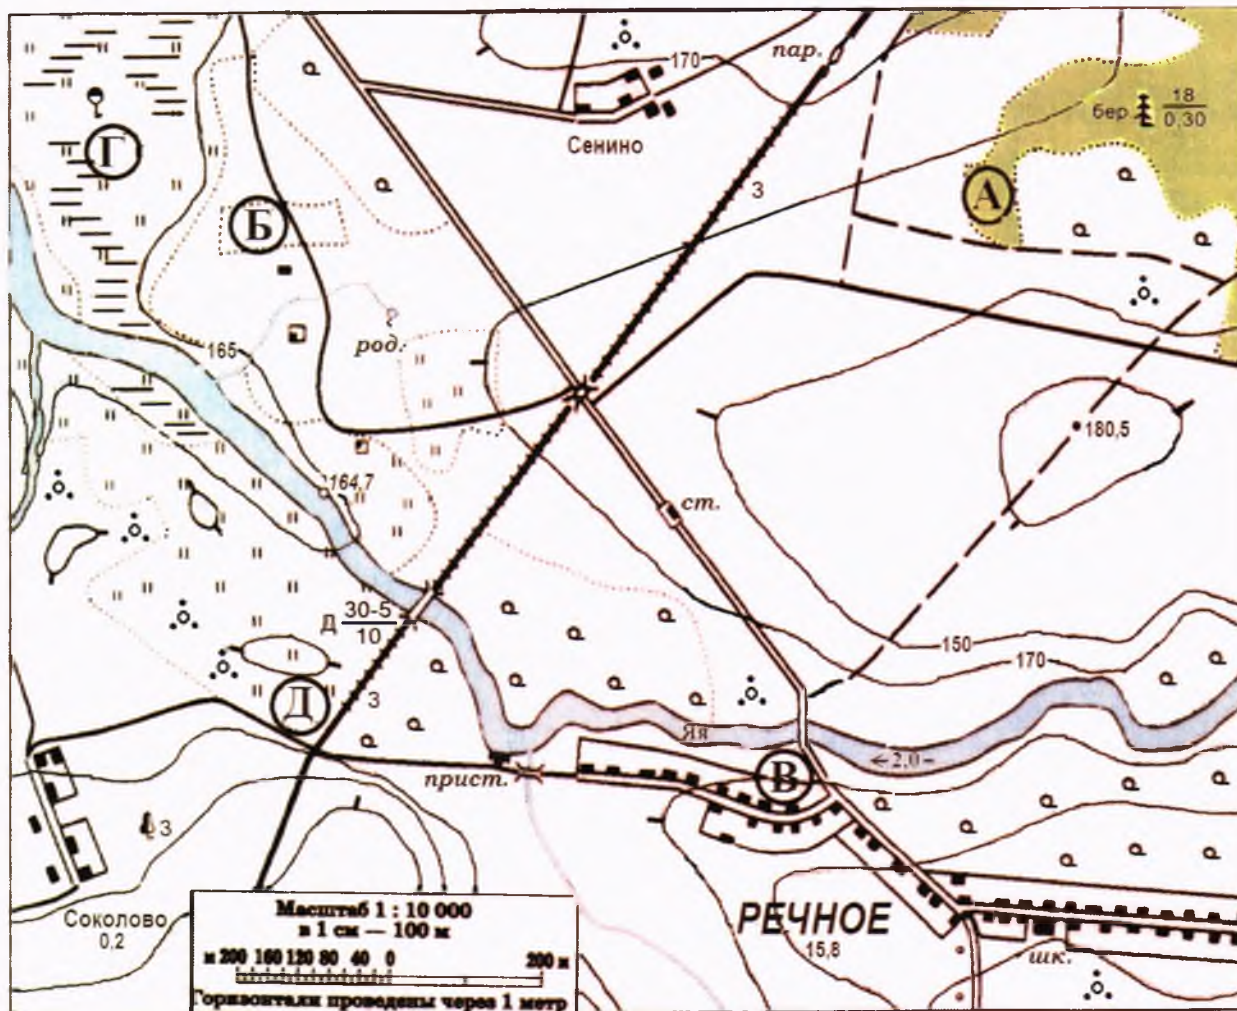 пар.
170
Сенино
бер.
18
0,30
А
Г
Б
3
165
род.
180,5
164,7
ст.
Д 30-5
10
150
170
Д
3
Яя
2,0
прист.
В
3
Соколово
0,2
РЕЧНОЕ
15,8
шк.
Масштаб 1 : 10 000
в 1 см — 100 м
м 200 160 120 80 40 0 200 м
Горизонтали проведены через 1 метр